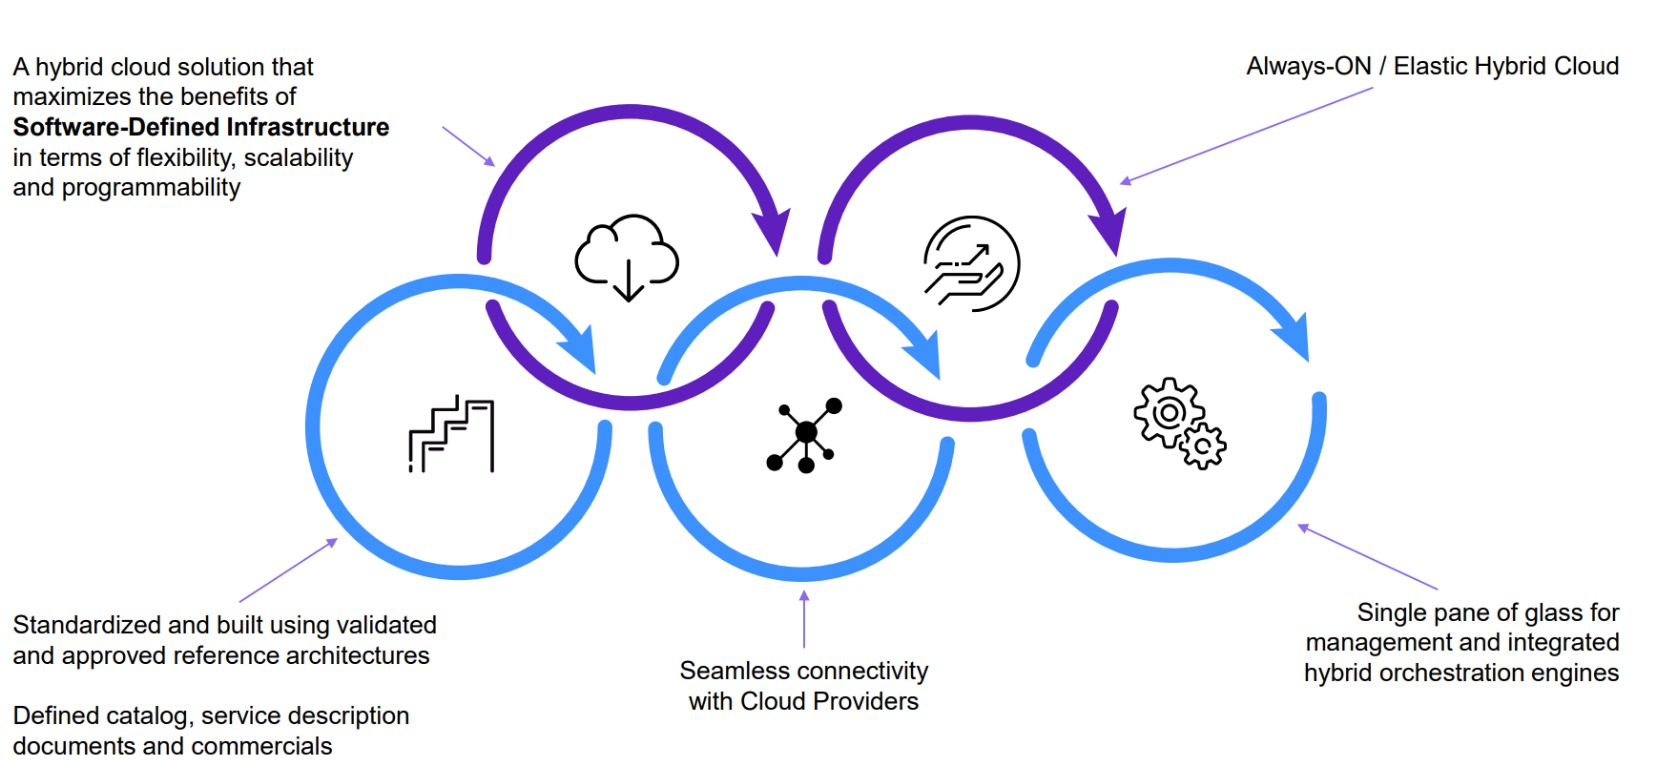 A hybrid cloud solution that
maximizes the benefits of
Software-Defined Infrastructure
in terms of flexibility, scalability
and programmability
Always-ON / Elastic Hybrid Cloud
Standardized and built using validated
and approved reference architectures
Defined catalog, service description
documents and commercials
Seamless connectivity
with Cloud Providers
Single pane of glass for
management and integrated
hybrid orchestration engines